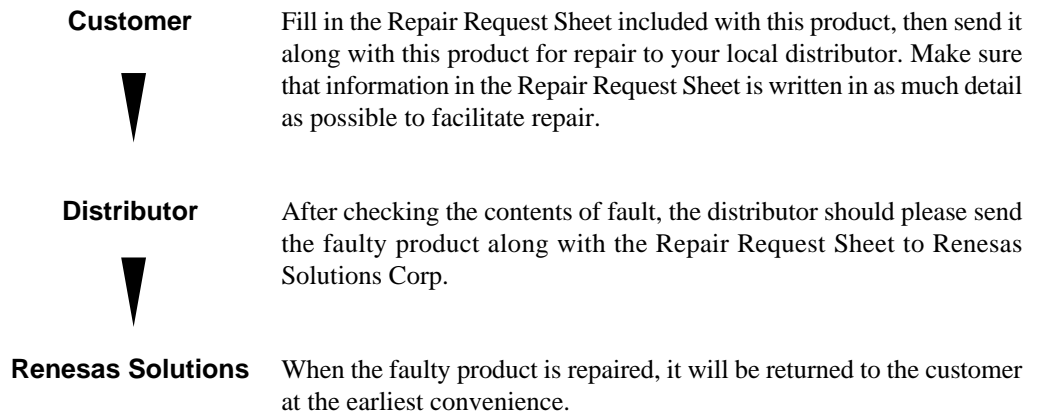 Customer
Fill in the Repair Request Sheet included with this product, then send it
along with this product for repair to your local distributor. Make sure
that information in the Repair Request Sheet is written in as much detail
as possible to facilitate repair.
Distributor
After checking the contents of fault, the distributor should please send
the faulty product along with the Repair Request Sheet to Renesas
Solutions Corp.
Renesas Solutions
When the faulty product is repaired, it will be returned to the customer
at the earliest convenience.